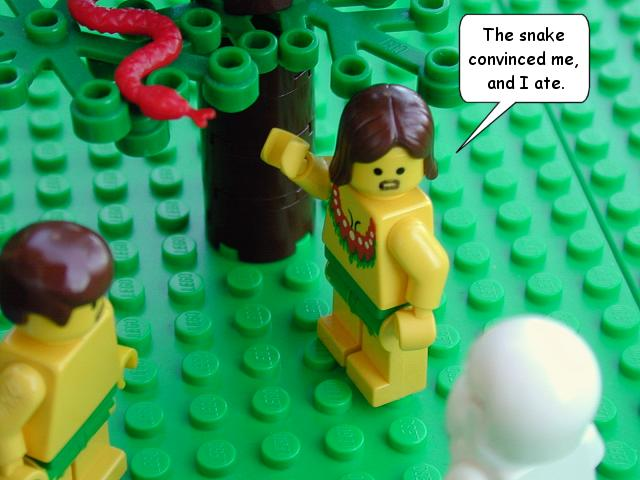 The snake
convinced me,
and I ate.